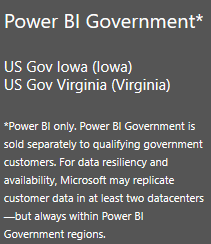 Power BI Government*
US Gov Iowa (Iowa)
US Gov Virginia (Virginia)
*Power BI only. Power BI Government is
sold separately to qualifying government
customers. For data resiliency and
availability, Microsoft may replicate
customer data in at least two datacenters
—but always within Power BI
Government regions.